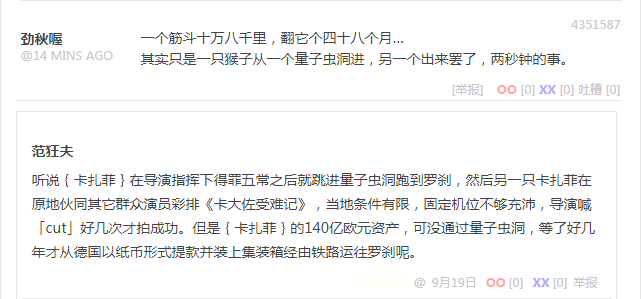 4351587
劲秋喔
@14 MINS AGO
一个筋斗十万八千里，翻它个四十八个月...
其实只是一只猴子从一个量子虫洞进，另一个出来罢了，两秒钟的事。
[举报] OO [0] XX [0] 吐槽 [0]
范狂夫
听说｛卡扎菲｝在导演指挥下得罪五常之后就跳进量子虫洞跑到罗刹，然后另一只卡扎菲在
原地伙同其它群众演员彩排《卡大佐受难记》，当地条件有限，固定机位不够充沛，导演喊
「cut」好几次才拍成功。但是｛卡扎菲｝的140亿欧元资产，可没通过量子虫洞，等了好几
年才从德国以纸币形式提款并装上集装箱经由铁路运往罗刹呢。
@ 9月19日 OO [0] XX [0] 举报